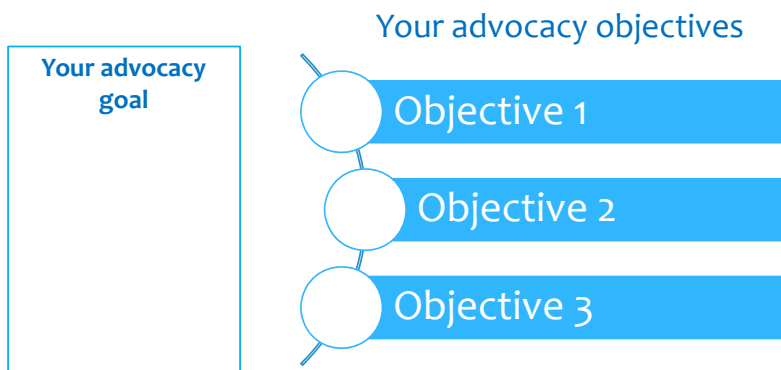 Your advocacy objectives
Your advocacy
goal
Objective 1
Objective 2
Objective 3